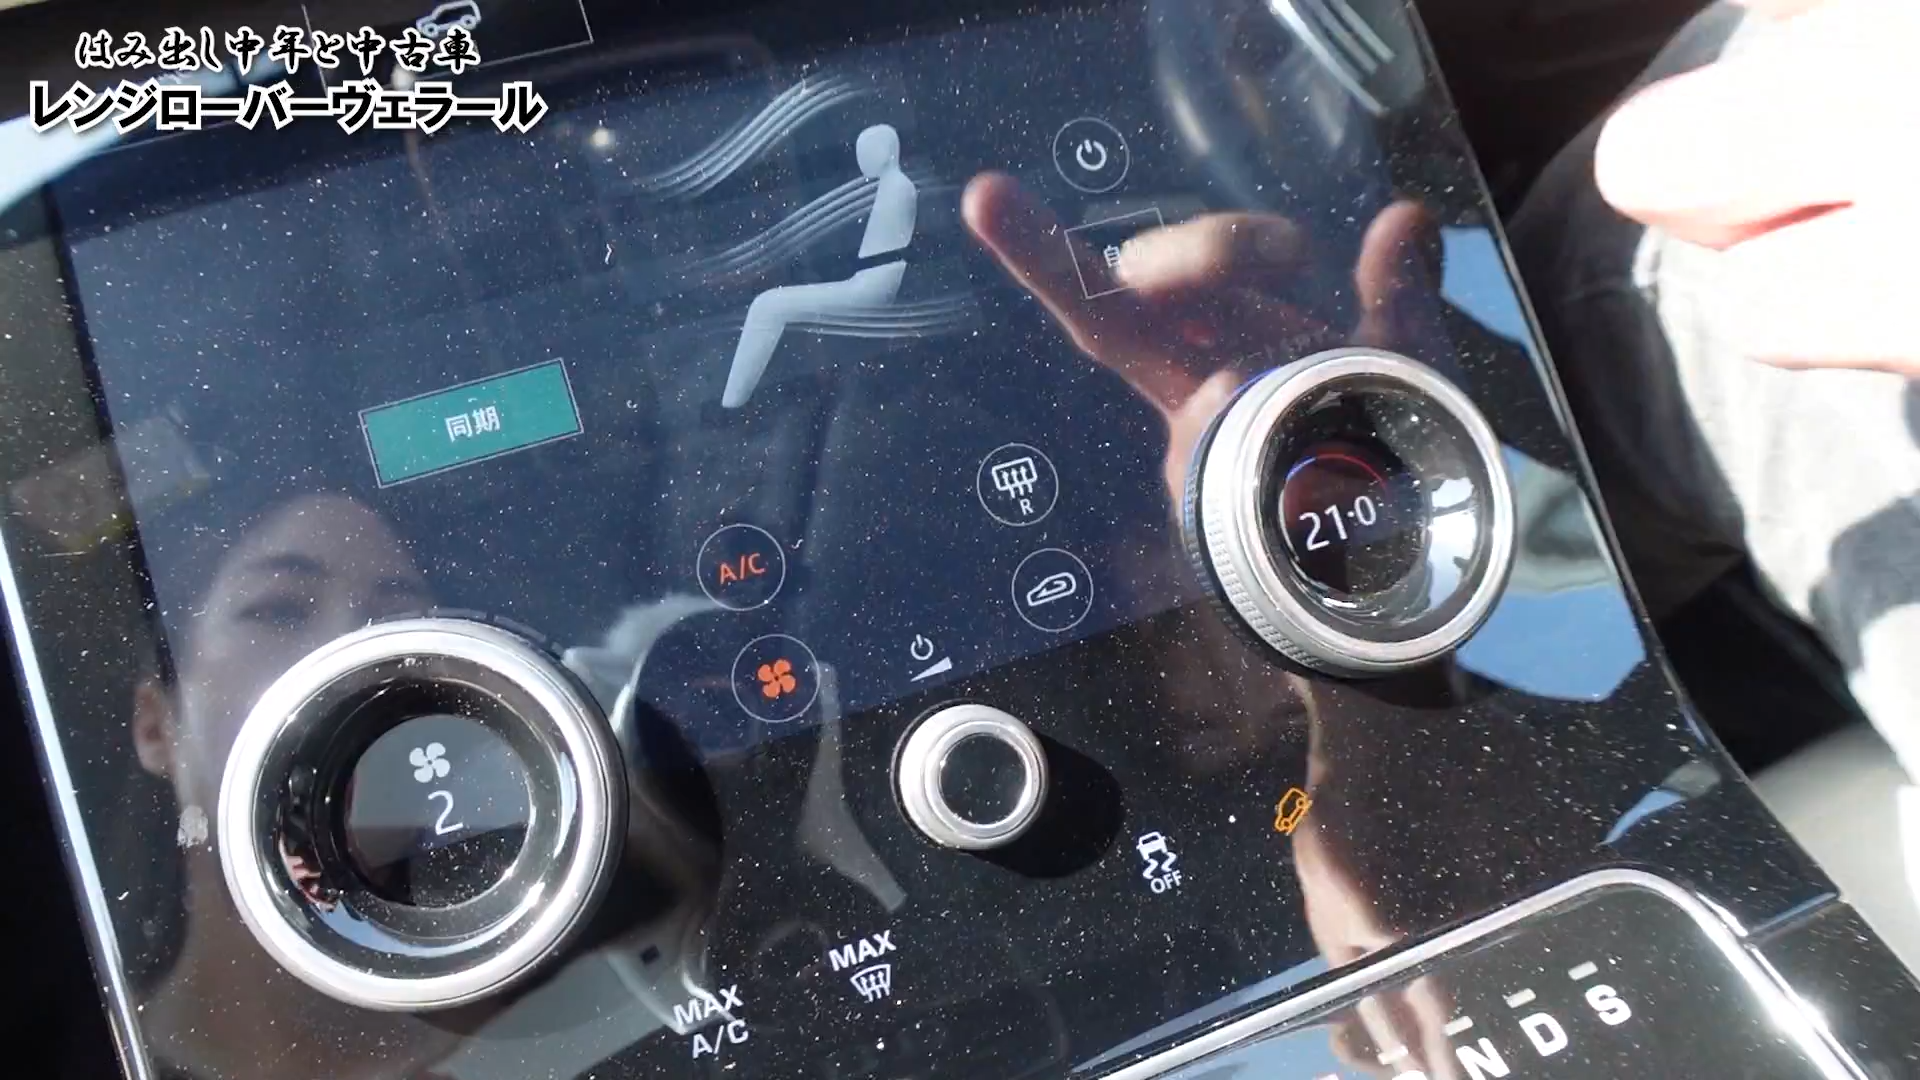 はみ出し中年と中古車
レンジローバーヴェラール
同期
R
A/C
21.0
2
OFF
MAX
MAX
A/C
N D S